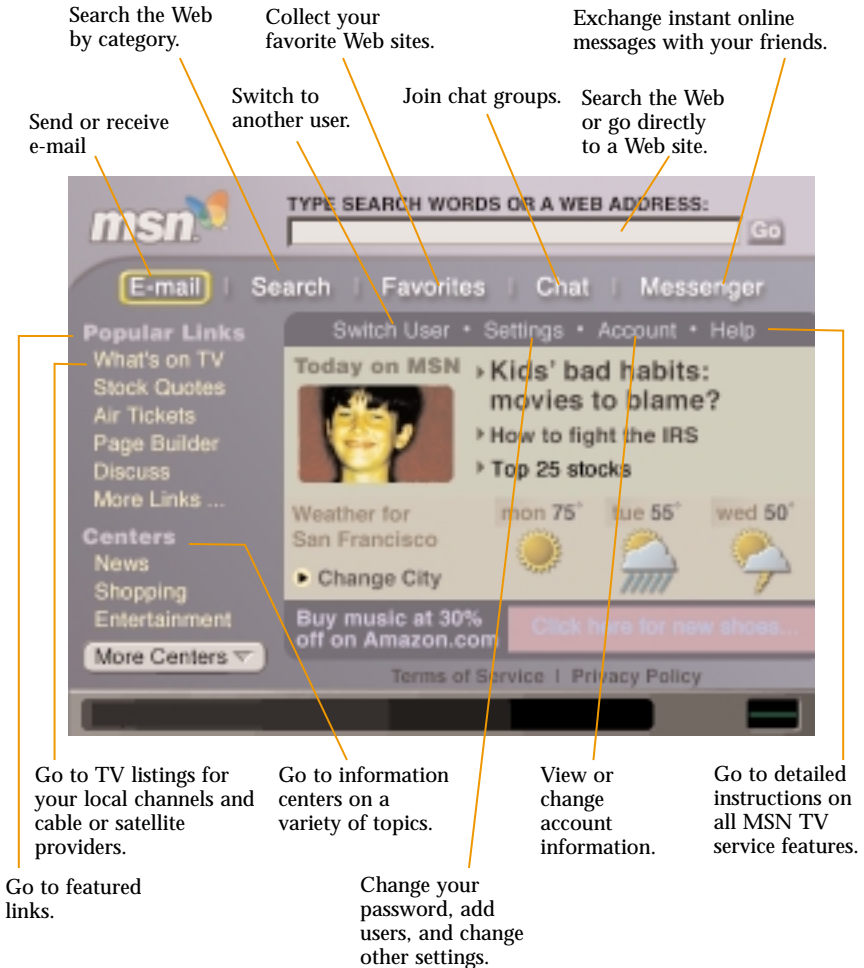 Search the Web
by category.
Collect your
favorite Web sites.
Exchange instant online
messages with your friends.
Send or receive
e-mail
Switch to
another user.
Join chat groups.
Search the Web
or go directly
to a Web site.
msn
TYPE SEARCH WORDS OR A WEB ADDRESS:
Go
E-mail | Search | Favorites | Chat | Messenger
Switch User • Settings • Account • Help
Popular Links
What's on TV
Stock Quotes
Air Tickets
Page Builder
Discuss
More Links ...
Centers
News
Shopping
Entertainment
More Centers
Today on MSN
Kids' bad habits:
movies to blame?
How to fight the IRS
Top 25 stocks
Weather for
San Francisco
Change City
mon 75°
tue 55°
wed 50°
Buy music at 30%
off on Amazon.com
Click here for new shoes...
Terms of Service | Privacy Policy
Go to TV listings for
your local channels and
cable or satellite
providers.
Go to information
centers on a
variety of topics.
View or
change
account
information.
Go to detailed
instructions on
all MSN TV
service features.
Go to featured
links.
Change your
password, add
users, and change
other settings.